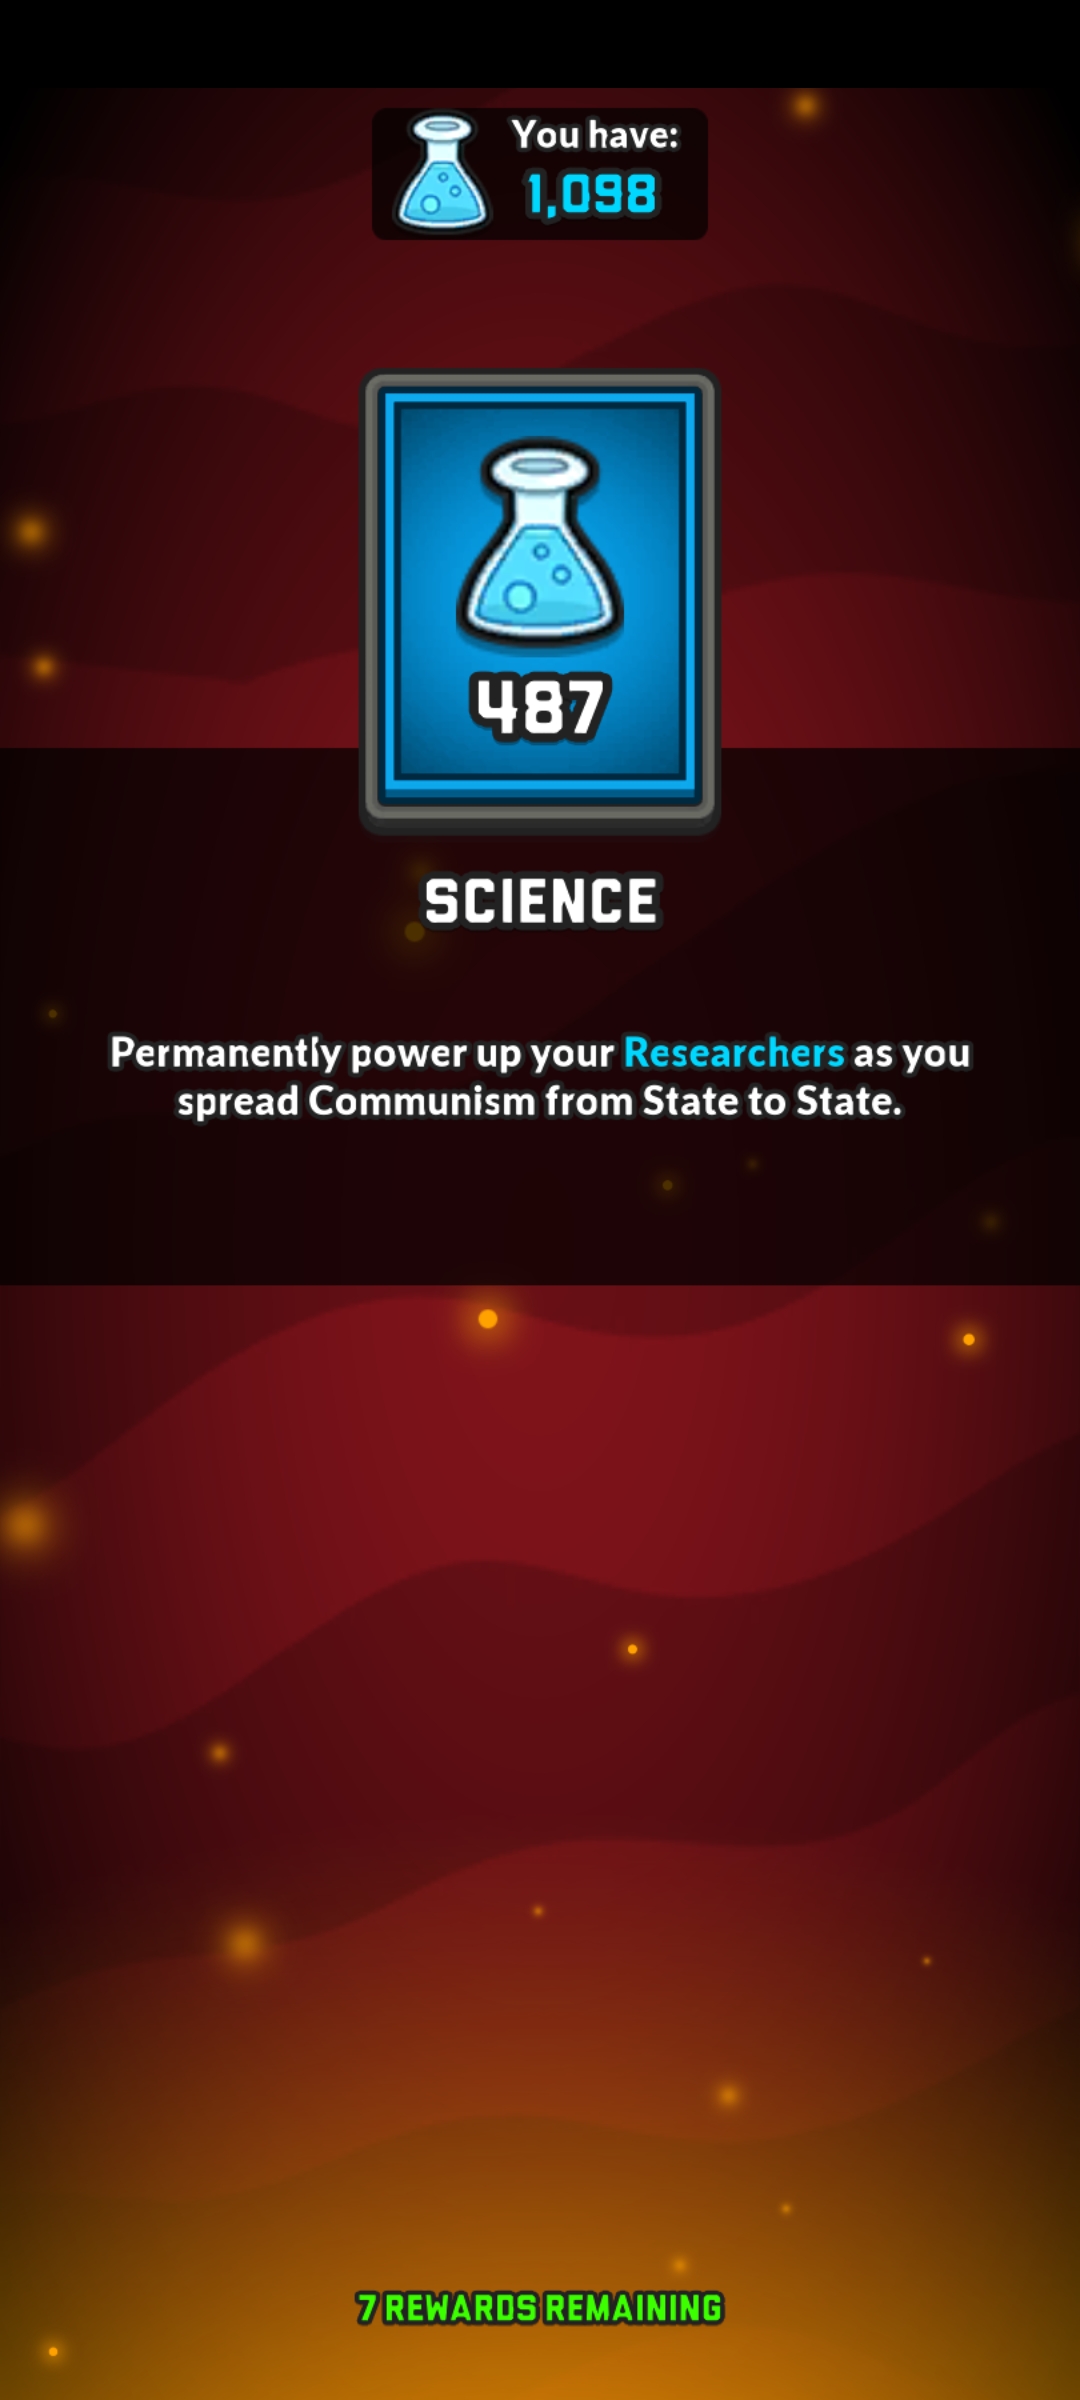 You have:
1,098
487
SCIENCE
Permanently power up your Researchers as you
spread Communism from State to State.
7 REWARDS REMAINING